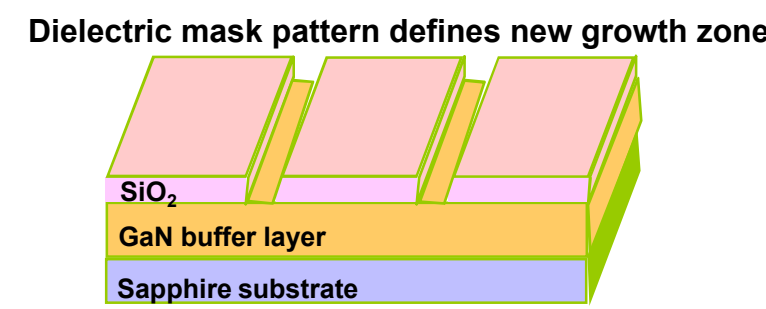 Dielectric mask pattern defines new growth zone
SiO₂
GaN buffer layer
Sapphire substrate